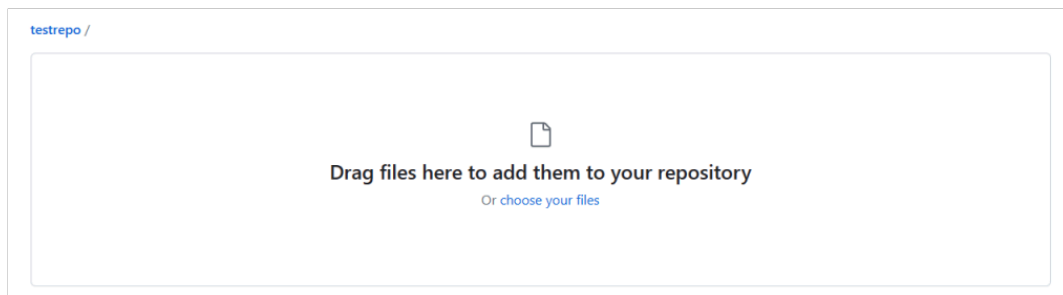 testrepo /
Drag files here to add them to your repository
Or choose your files